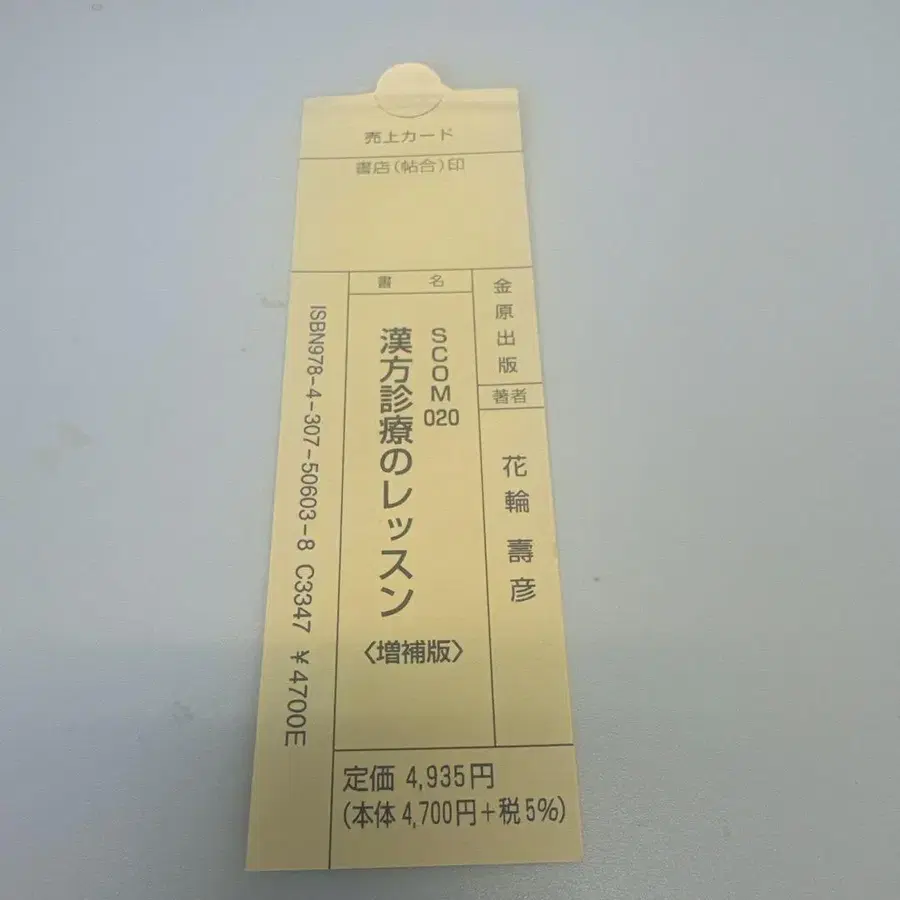 売上カード
書店(帖合)印
金原出版
著者
花輪 壽彦
書 名
SCOM 020
漢方診療のレッスン
〈増補版〉
ISBN978-4-307-50603-8 C3347 ¥4700E
定価 4,935円
(本体4,700円+税5%)